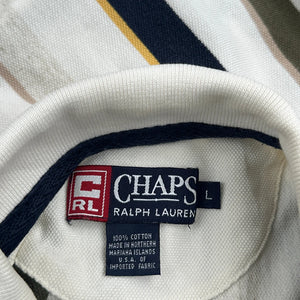 C
RL
CHAPS
RALPH LAUREN
L
100% COTTON
MADE IN NORTHERN
MARIANA ISLANDS
U.S.A. OF
IMPORTED FABRIC